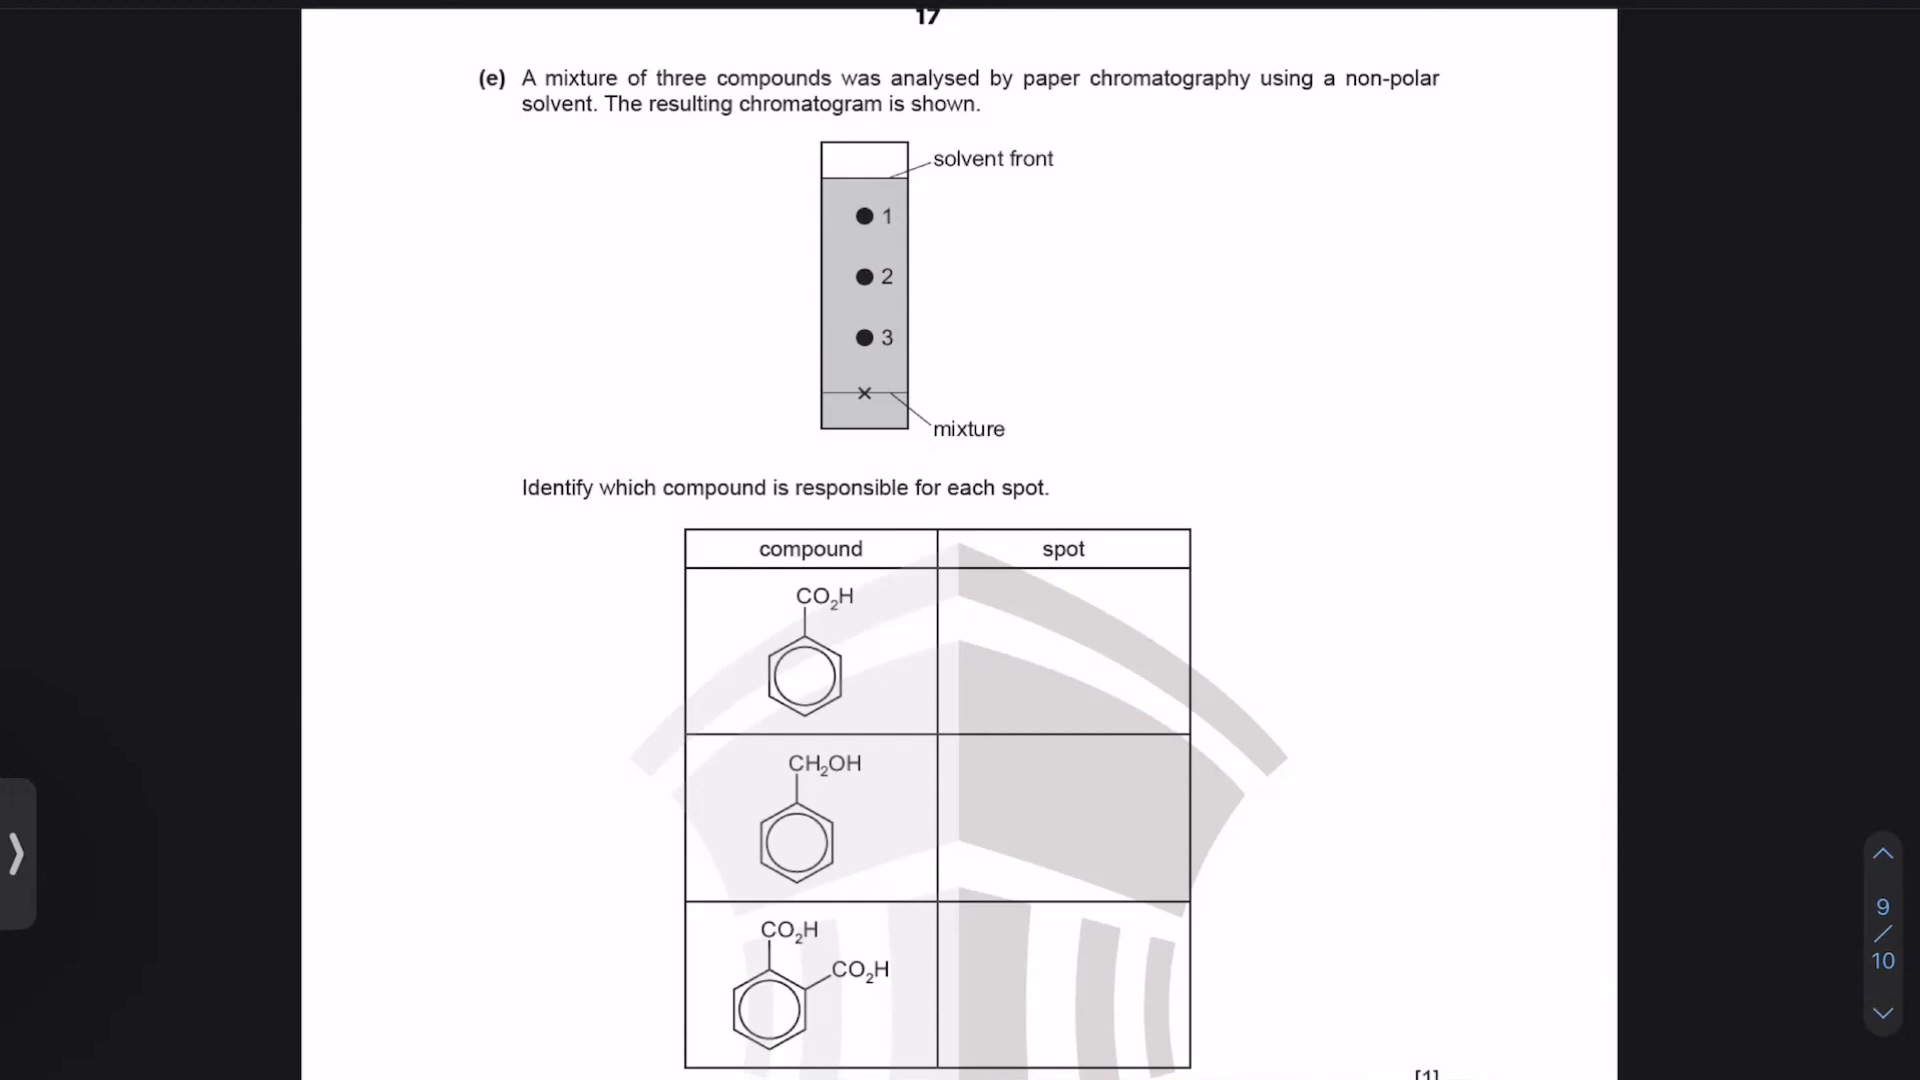 17
(e) A mixture of three compounds was analysed by paper chromatography using a non-polar
solvent. The resulting chromatogram is shown.
solvent front
1
2
3
×
mixture
Identify which compound is responsible for each spot.
compound spot
CO₂H
CH₂OH
CO₂H
CO₂H
[1]
9
/
10